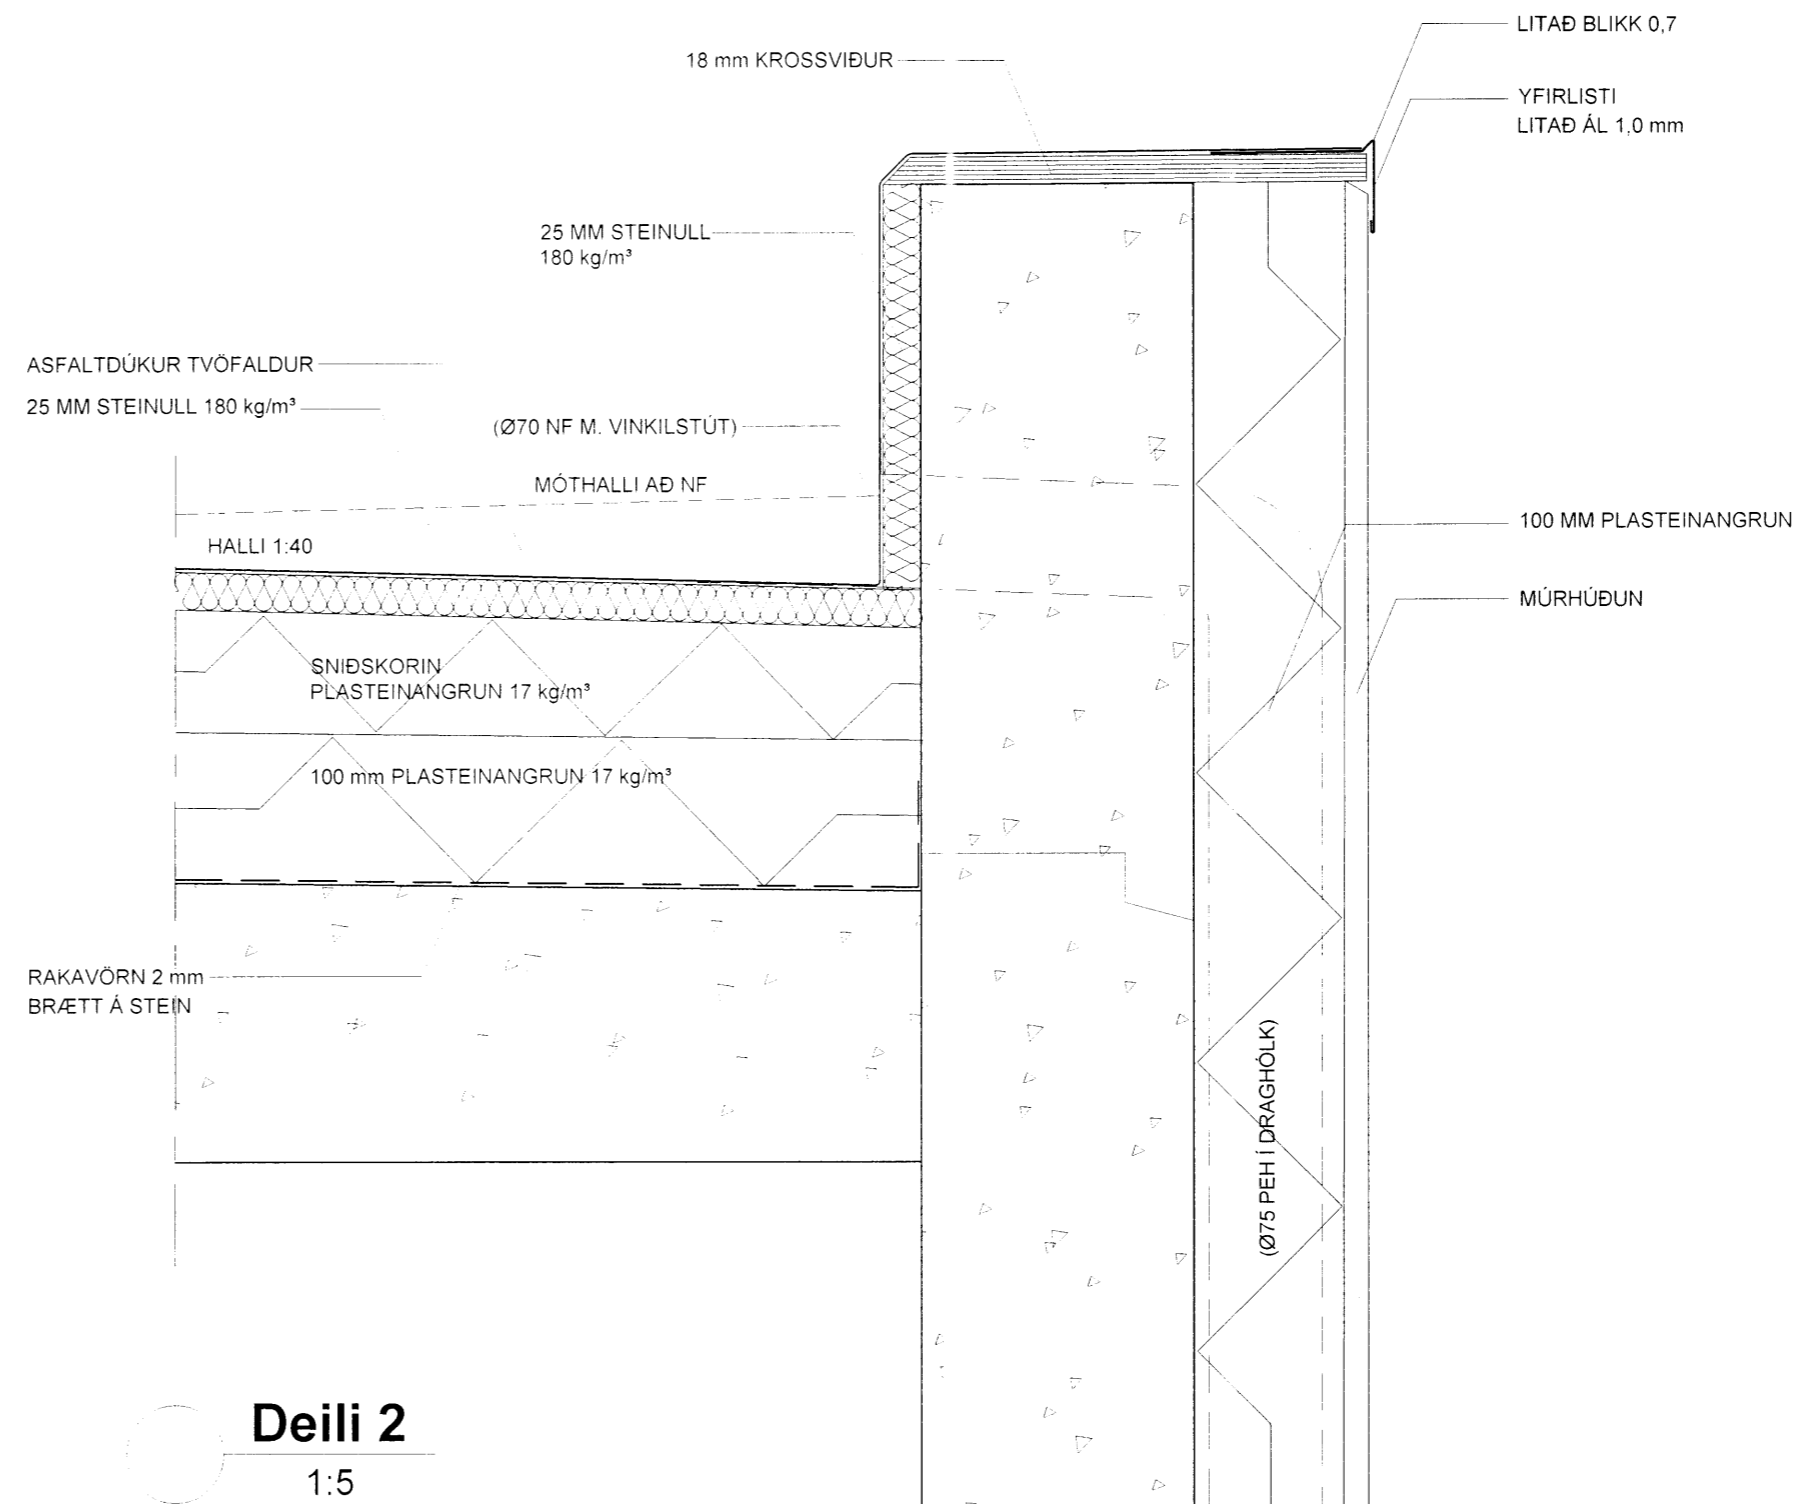 LITAÐ BLIKK 0,7
18 mm KROSSVIÐUR
YFIRLISTI
LITAÐ ÁL 1,0 mm
25 MM STEINULL
180 kg/m³
ASFALTDÚKUR TVÖFALDUR
25 MM STEINULL 180 kg/m³
(Ø70 NF M. VINKILSTÚT)
MÓTHALLI AÐ NF
HALLI 1:40
100 MM PLASTEINANGRUN
MÚRHÚÐUN
SNIÐSKORIN
PLASTEINANGRUN 17 kg/m³
100 mm PLASTEINANGRUN 17 kg/m³
RAKAVÖRN 2 mm
BRÆTT Á STEIN
(Ø75 PEH Í DRAGHÓLK)
Deili 2
1:5